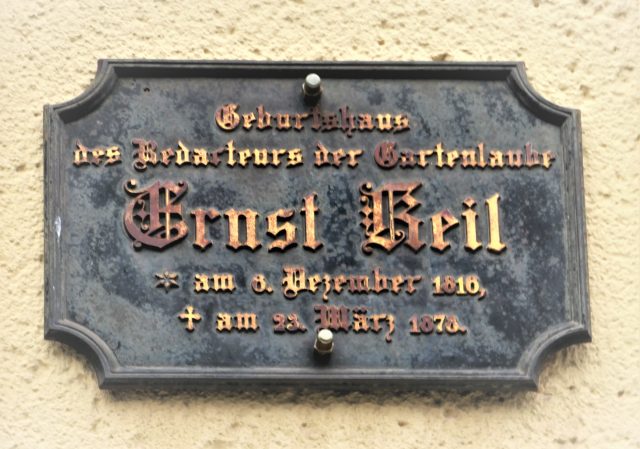 Geburtshaus
des Redacteurs der Gartenlaube
Ernst Keil
* am 6. Dezember 1816,
✝ am 23. März 1878.